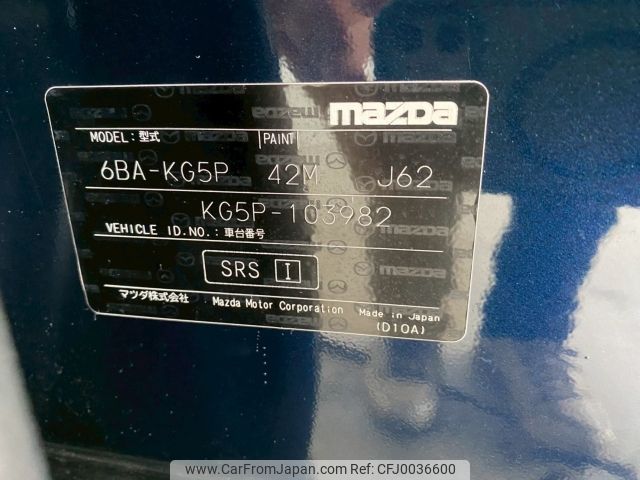 mazda
MODEL: 型式 PAINT
6BA-KG5P 42M J62
KG5P-103982
VEHICLE ID.NO.: 車台番号
SRS I
マツダ株式会社 Mazda Motor Corporation Made in Japan
(D10A)
www.CarFromJapan.com ID: CFJ0036600